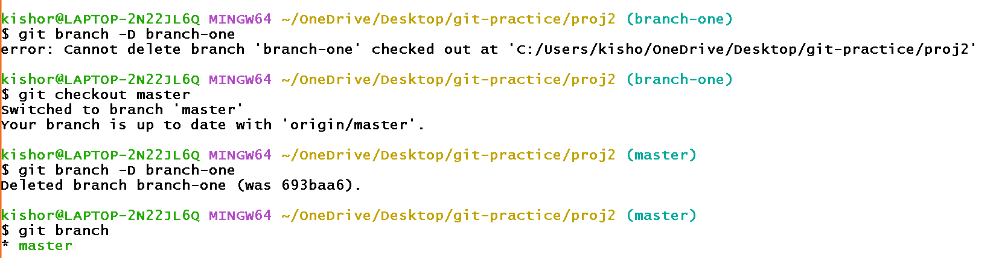 kishor@LAPTOP-2N22JL6Q MINGW64 ~/OneDrive/Desktop/git-practice/proj2 (branch-one)
$ git branch -D branch-one
error: Cannot delete branch 'branch-one' checked out at 'C:/Users/kisho/OneDrive/Desktop/git-practice/proj2'
kishor@LAPTOP-2N22JL6Q MINGW64 ~/OneDrive/Desktop/git-practice/proj2 (branch-one)
$ git checkout master
Switched to branch 'master'
Your branch is up to date with 'origin/master'.
kishor@LAPTOP-2N22JL6Q MINGW64 ~/OneDrive/Desktop/git-practice/proj2 (master)
$ git branch -D branch-one
Deleted branch branch-one (was 693baa6).
kishor@LAPTOP-2N22JL6Q MINGW64 ~/OneDrive/Desktop/git-practice/proj2 (master)
$ git branch
* master